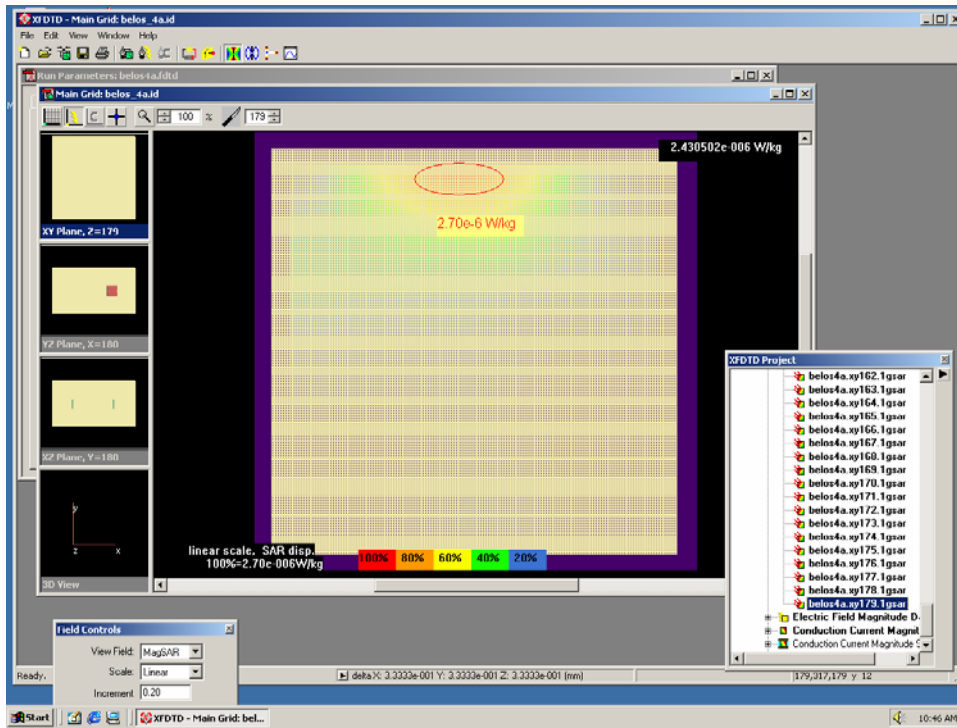 XFDTD - Main Grid: belos_4a.id
File Edit View Window Help
Run Parameters: belos4a.fdtd
Main Grid: belos_4a.id
100 % 179
2.430502e-006 W/kg
2.70e-6 W/kg
XY Plane, Z=179
YZ Plane, X=180
XZ Plane, Y=180
y
z x
3D View
linear scale, SAR disp.
100%=2.70e-006W/kg
100% 80% 60% 40% 20%
XFDTD Project
belos4a.xy162.1gsar
belos4a.xy163.1gsar
belos4a.xy164.1gsar
belos4a.xy165.1gsar
belos4a.xy166.1gsar
belos4a.xy167.1gsar
belos4a.xy168.1gsar
belos4a.xy169.1gsar
belos4a.xy170.1gsar
belos4a.xy171.1gsar
belos4a.xy172.1gsar
belos4a.xy173.1gsar
belos4a.xy174.1gsar
belos4a.xy175.1gsar
belos4a.xy176.1gsar
belos4a.xy177.1gsar
belos4a.xy178.1gsar
belos4a.xy179.1gsar
Electric Field Magnitude D
Conduction Current Magnit
Conduction Current Magnitude S
Field Controls
View Field: MagSAR
Scale: Linear
Increment 0.20
Ready.
delta X: 3.3333e-001 Y: 3.3333e-001 Z: 3.3333e-001 (mm)
179,317,179 y 12
Start
XFDTD - Main Grid: bel...
10:46 AM